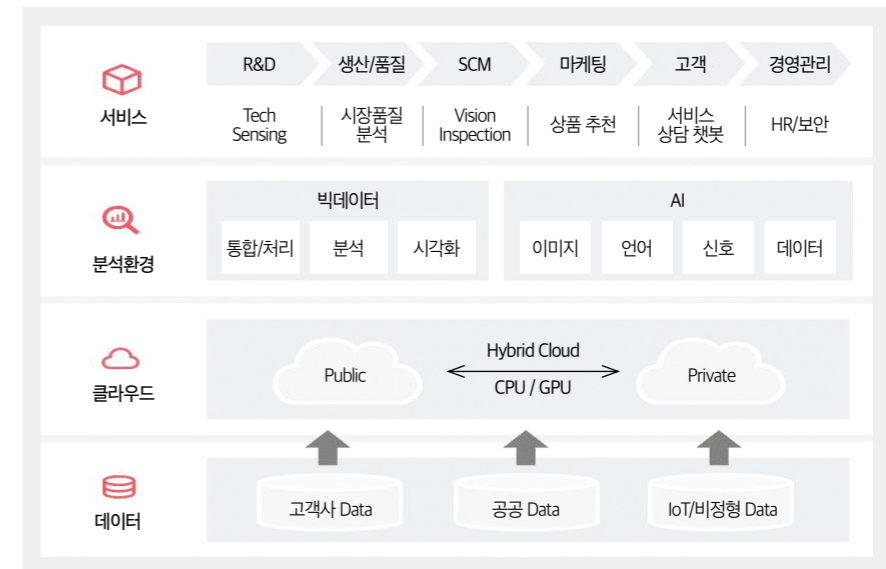 서비스
R&D
생산/품질
SCM
마케팅
고객
경영관리
Tech
Sensing
시장품질
분석
Vision
Inspection
상품 추천
서비스
상담 챗봇
HR/보안
분석환경
빅데이터
통합/처리
분석
시각화
AI
이미지
언어
신호
데이터
클라우드
Public
Hybrid Cloud
CPU / GPU
Private
데이터
고객사 Data
공공 Data
IoT/비정형 Data